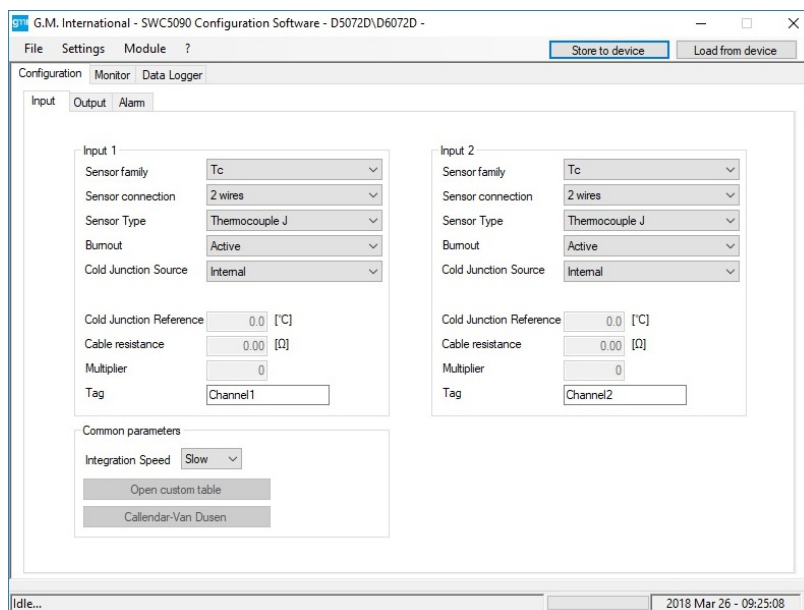 G.M. International - SWC5090 Configuration Software - D5072D\D6072D -
File Settings Module ? Store to device Load from device
Configuration Monitor Data Logger
Input Output Alarm
Input 1
Sensor family Tc
Sensor connection 2 wires
Sensor Type Thermocouple J
Burnout Active
Cold Junction Source Internal
Cold Junction Reference 0.0 [°C]
Cable resistance 0.00 [Ω]
Multiplier 0
Tag Channel1
Input 2
Sensor family Tc
Sensor connection 2 wires
Sensor Type Thermocouple J
Burnout Active
Cold Junction Source Internal
Cold Junction Reference 0.0 [°C]
Cable resistance 0.00 [Ω]
Multiplier 0
Tag Channel2
Common parameters
Integration Speed Slow
Open custom table
Callendar-Van Dusen
Idle... 2018 Mar 26 - 09:25:08